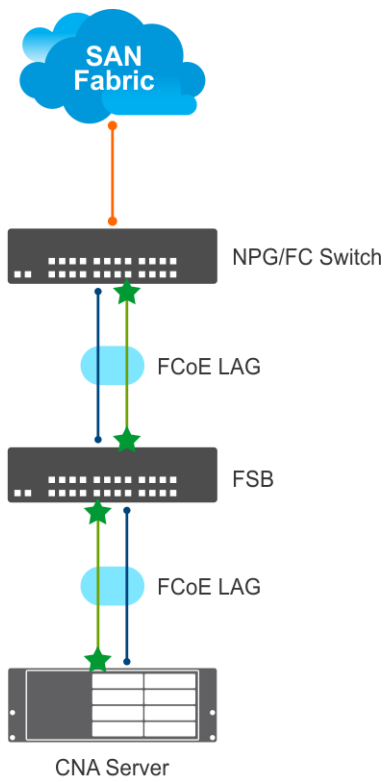 SAN
Fabric
NPG/FC Switch
FCoE LAG
FSB
FCoE LAG
CNA Server